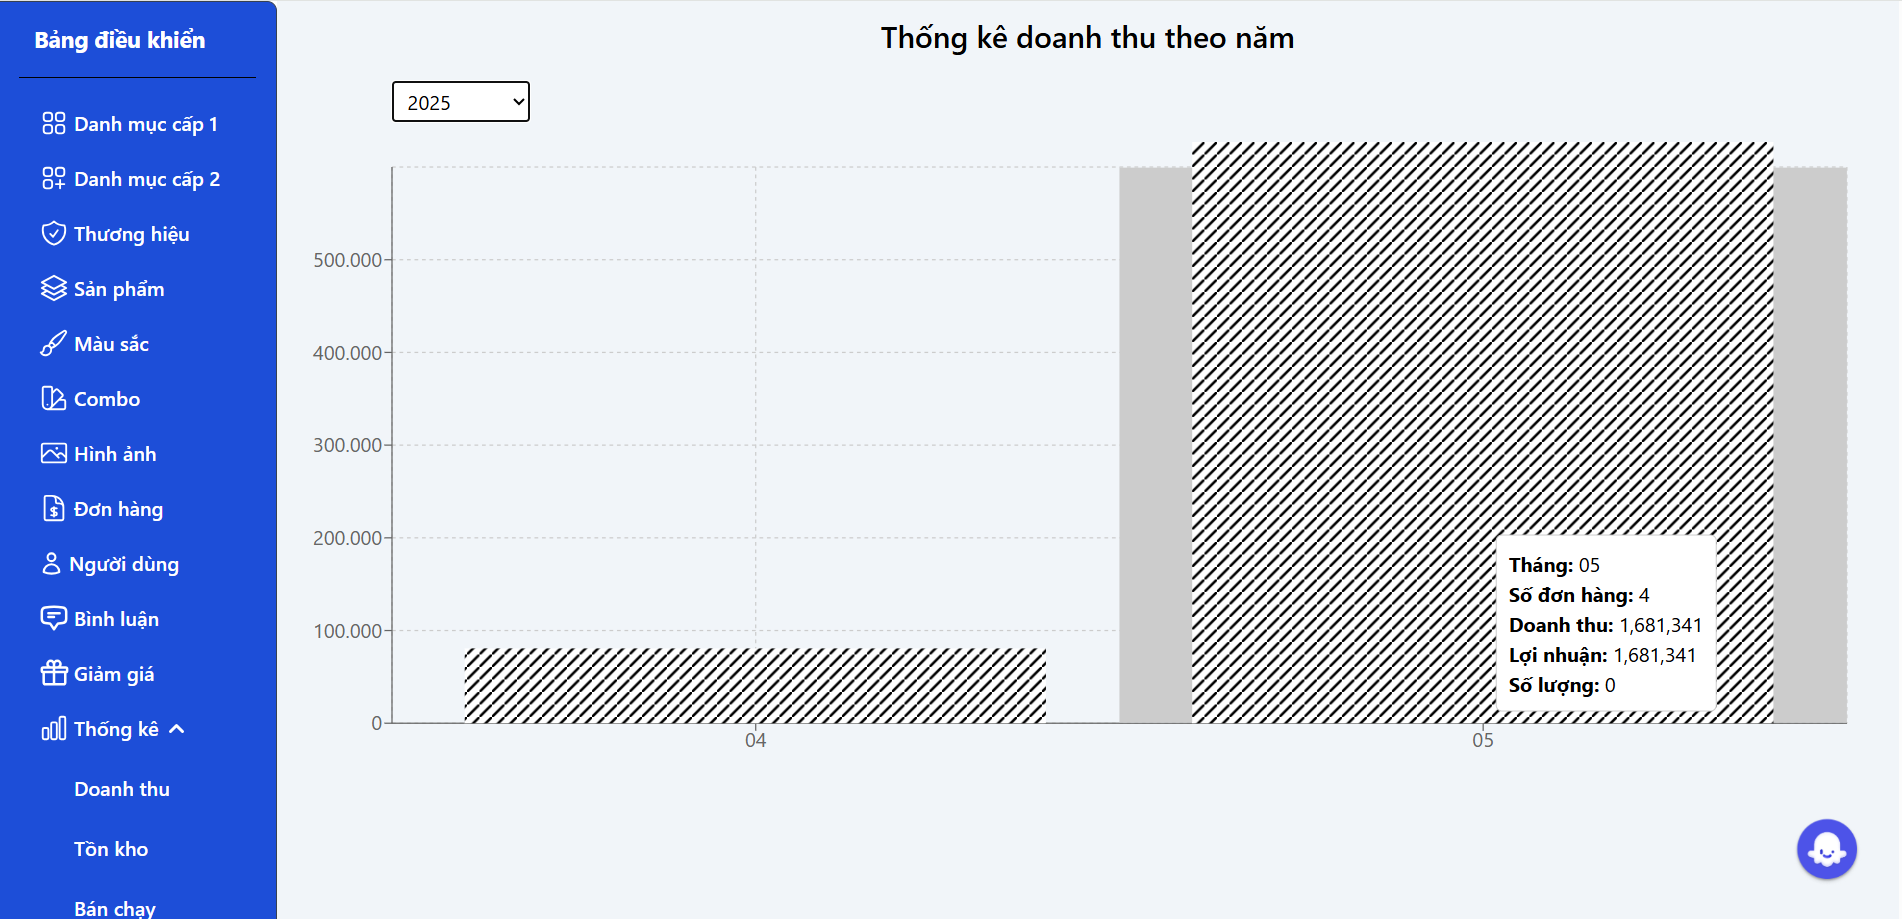 Bảng điều khiển
Danh mục cấp 1
Danh mục cấp 2
Thương hiệu
Sản phẩm
Màu sắc
Combo
Hình ảnh
Đơn hàng
Người dùng
Bình luận
Giảm giá
Thống kê
Doanh thu
Tồn kho
Bán chạy
Thống kê doanh thu theo năm
2025
500.000
400.000
300.000
200.000
100.000
0
04
05
Tháng: 05
Số đơn hàng: 4
Doanh thu: 1,681,341
Lợi nhuận: 1,681,341
Số lượng: 0